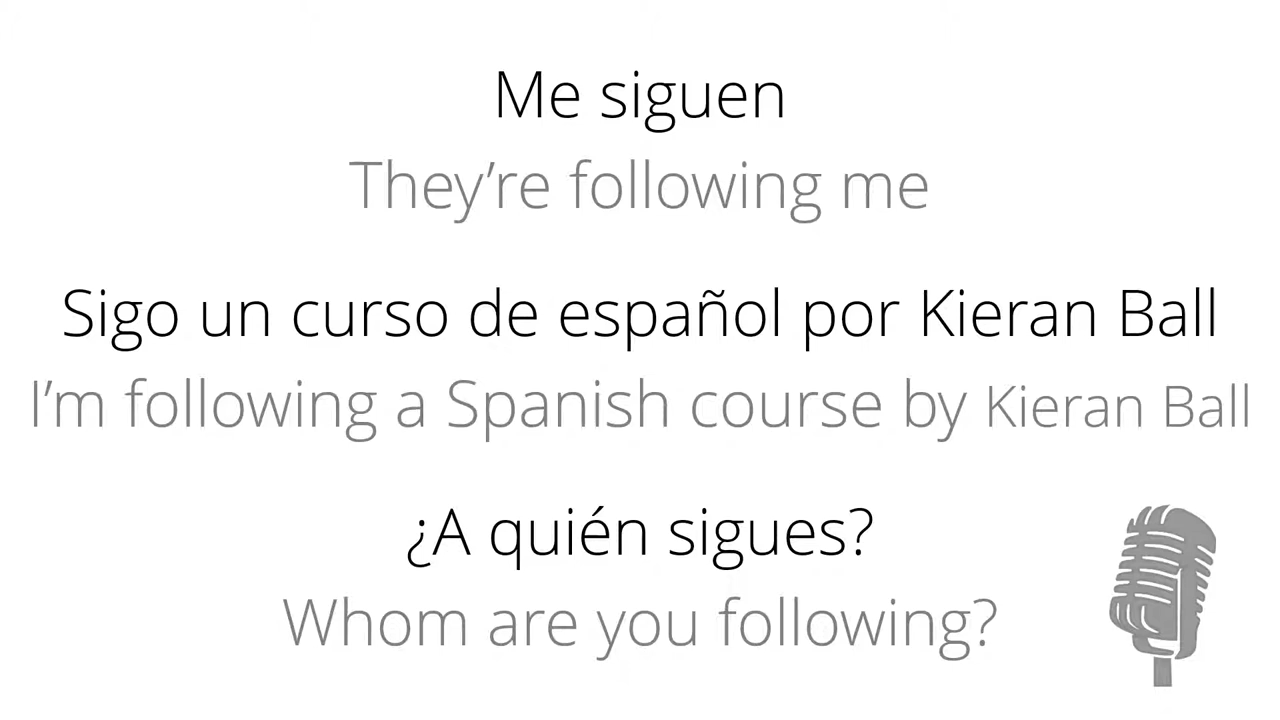 Me siguen
They’re following me
Sigo un curso de español por Kieran Ball
I’m following a Spanish course by Kieran Ball
¿A quién sigues?
Whom are you following?